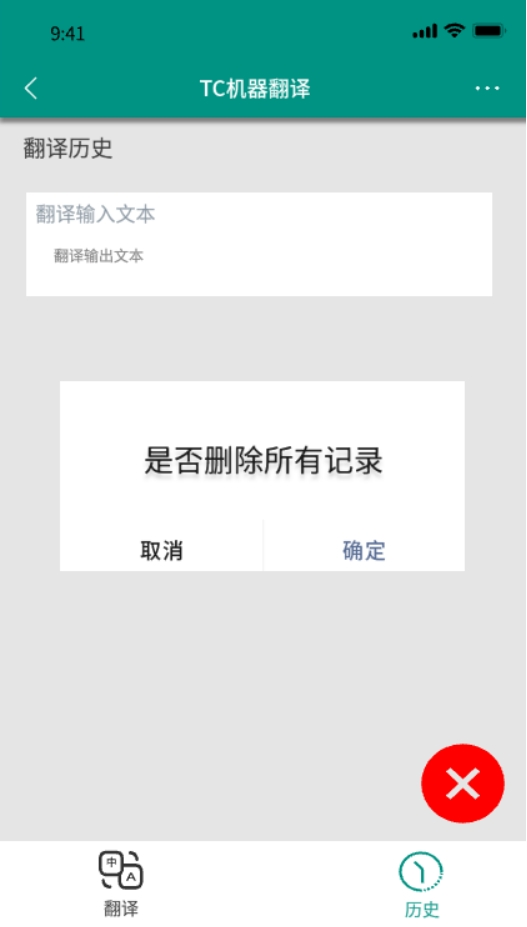 9:41
TC机器翻译
翻译历史
翻译输入文本
翻译输出文本
是否删除所有记录
取消
确定
中
A
翻译
历史